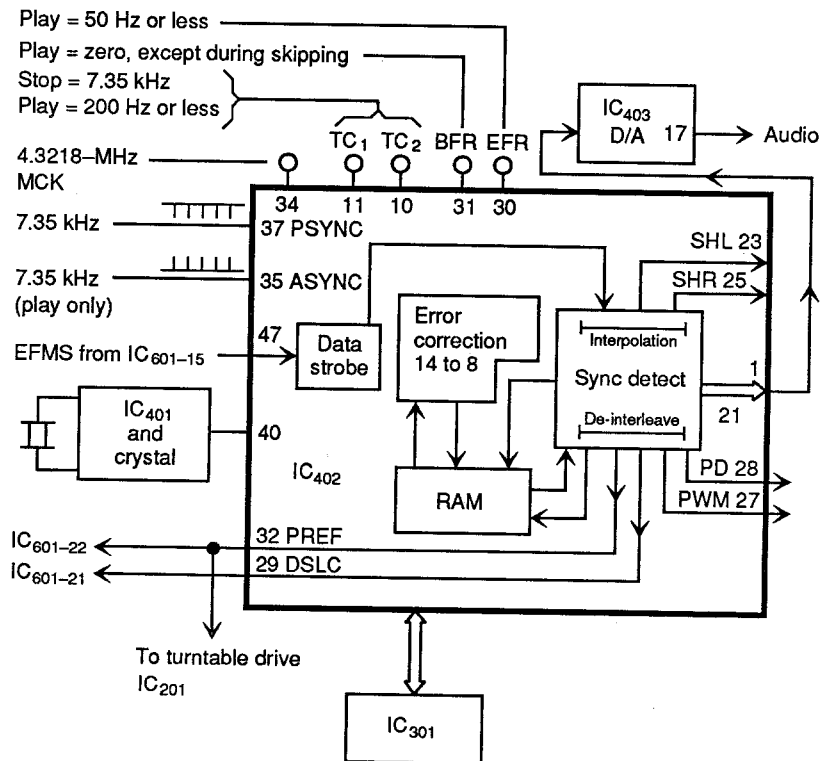 Play = 50 Hz or less
Play = zero, except during skipping
Stop = 7.35 kHz
Play = 200 Hz or less
IC403
D/A
17
Audio
TC1
TC2
BFR
EFR
4.3218–MHz
MCK
34
11
10
31
30
7.35 kHz
37 PSYNC
SHL 23
7.35 kHz
(play only)
35 ASYNC
SHR 25
EFMS from IC601–15
47
Data
strobe
Error
correction
14 to 8
Interpolation
Sync detect
De-interleave
1
21
IC401
and
crystal
40
IC402
RAM
PD 28
PWM 27
IC601–22
32 PREF
IC601–21
29 DSLC
To turntable drive
IC201
IC301